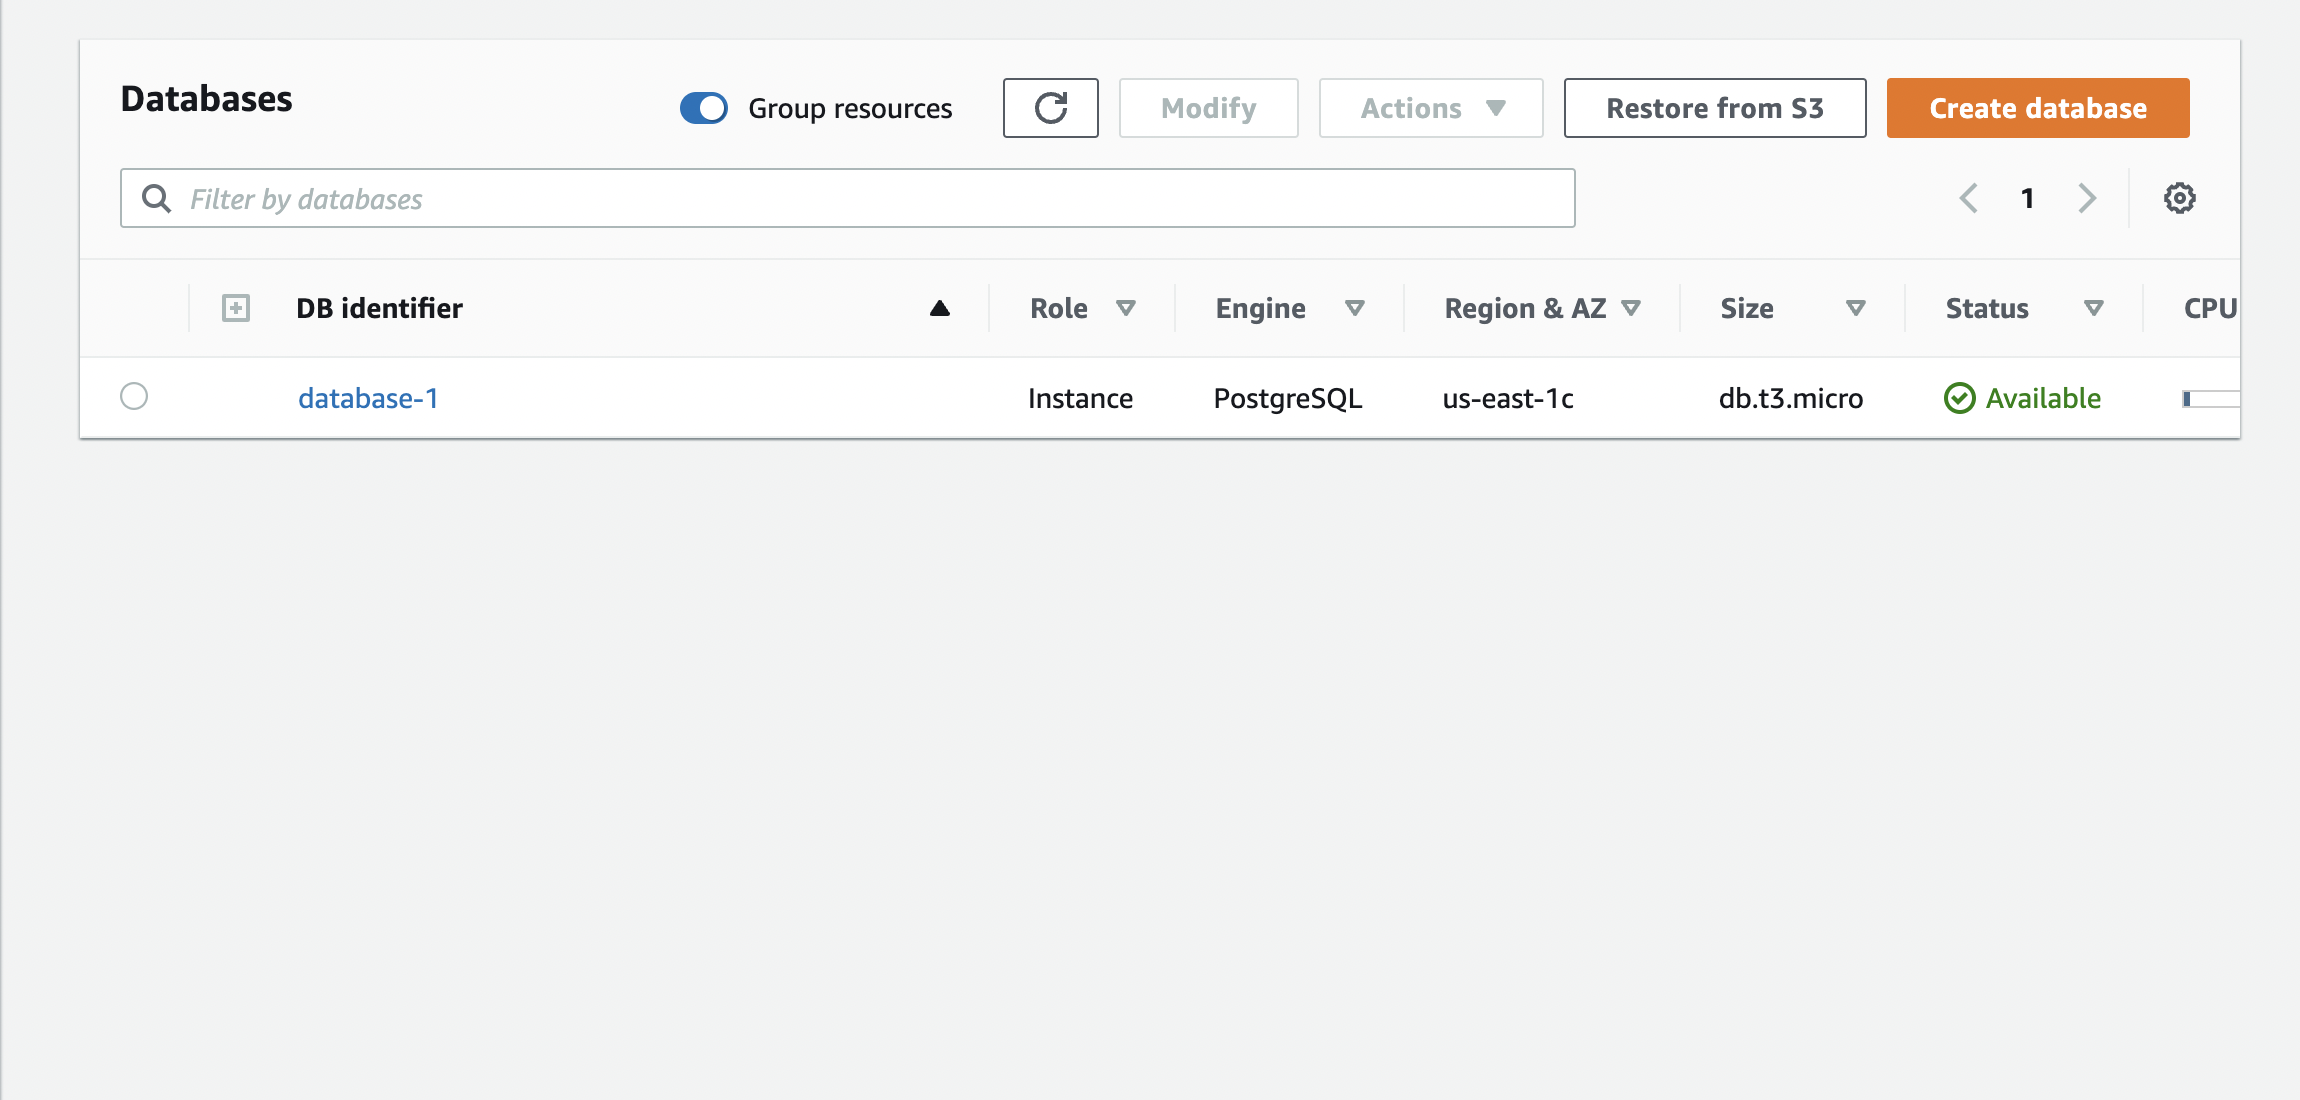 Databases
Group resources
Modify
Actions
Restore from S3
Create database
Filter by databases
1
DB identifier Role Engine Region & AZ Size Status CPU
database-1 Instance PostgreSQL us-east-1c db.t3.micro Available